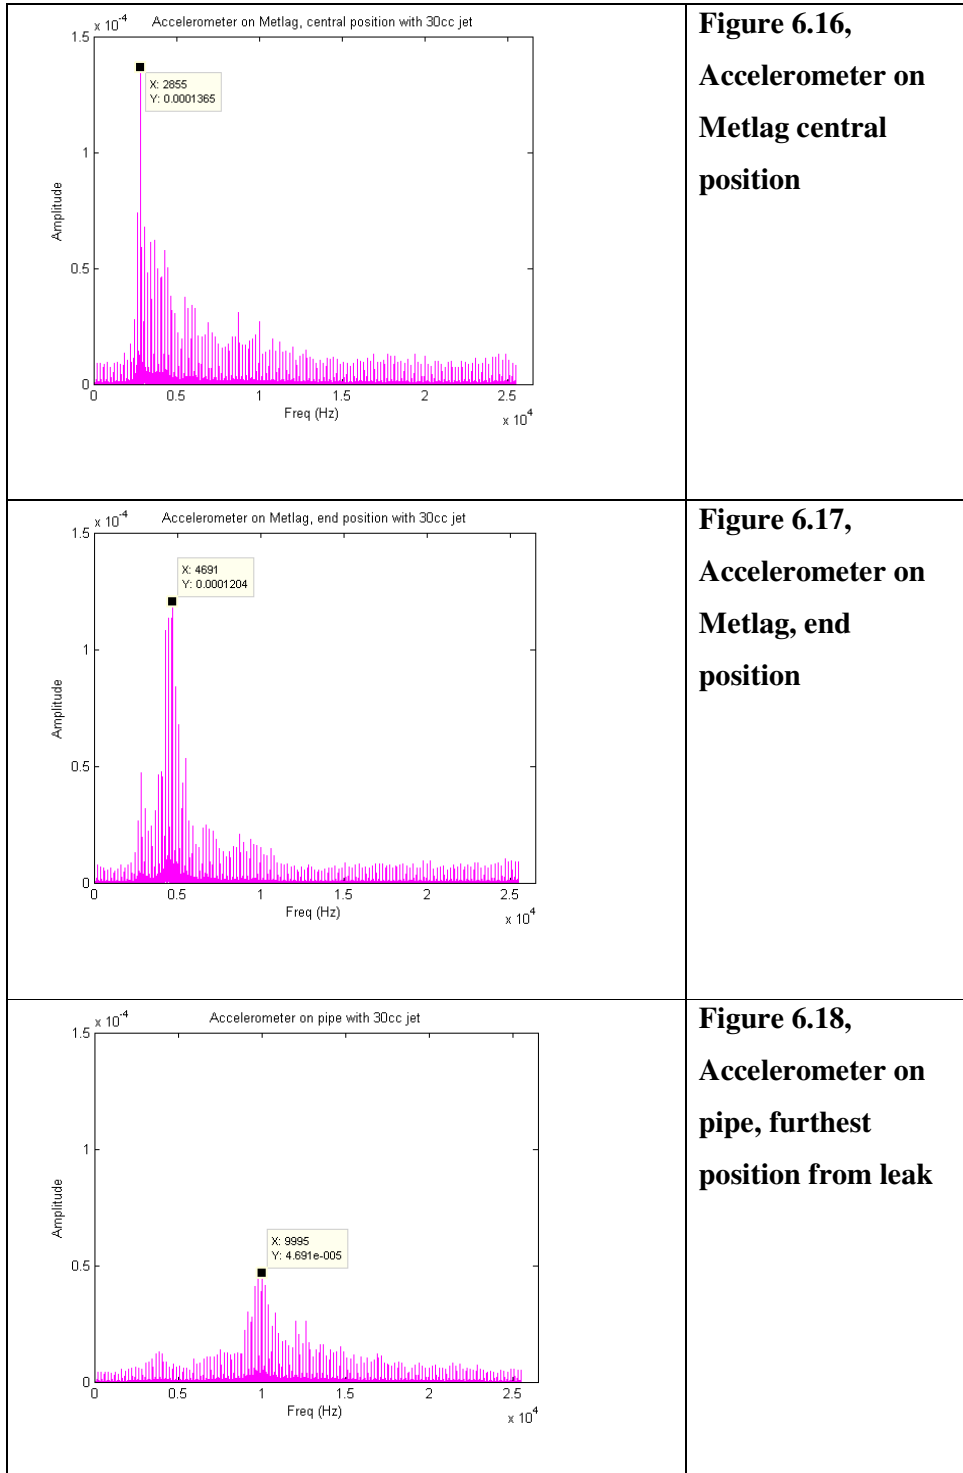 x 10^-4
Accelerometer on Metlag, central position with 30cc jet
1.5
X: 2855
Y: 0.0001365
1
Amplitude
0.5
0
0 0.5 1 1.5 2 2.5
Freq (Hz)
x 10^4
Figure 6.16,
Accelerometer on
Metlag central
position
x 10^-4
Accelerometer on Metlag, end position with 30cc jet
1.5
X: 4691
Y: 0.0001204
1
Amplitude
0.5
0
0 0.5 1 1.5 2 2.5
Freq (Hz)
x 10^4
Figure 6.17,
Accelerometer on
Metlag, end
position
x 10^-4
Accelerometer on pipe with 30cc jet
1.5
1
Amplitude
X: 9995
Y: 4.691e-005
0.5
0
0 0.5 1 1.5 2 2.5
Freq (Hz)
x 10^4
Figure 6.18,
Accelerometer on
pipe, furthest
position from leak